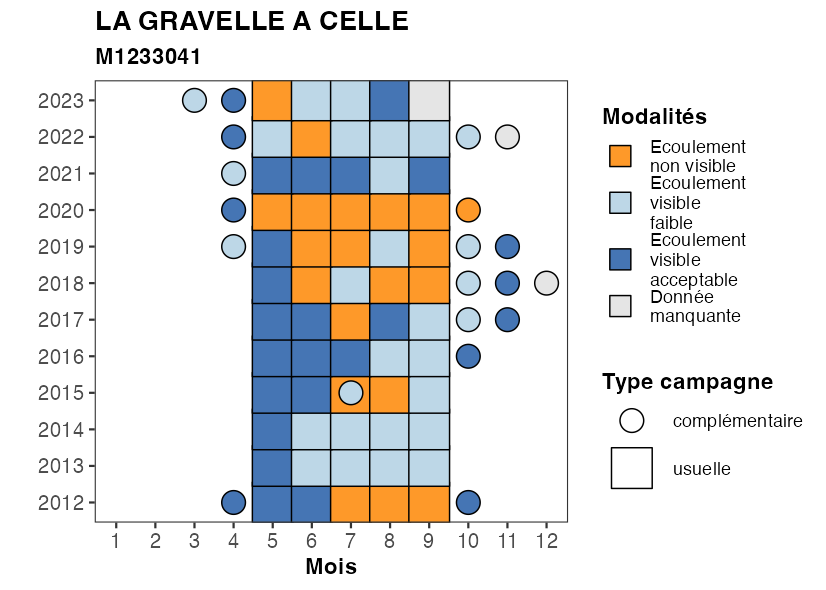 LA GRAVELLE A CELLE
M1233041
2023
2022
2021
2020
2019
2018
2017
2016
2015
2014
2013
2012
1 2 3 4 5 6 7 8 9 10 11 12
Mois
Modalités
Ecoulement
non visible
Ecoulement
visible
faible
Ecoulement
visible
acceptable
Donnée
manquante
Type campagne
complémentaire
usuelle